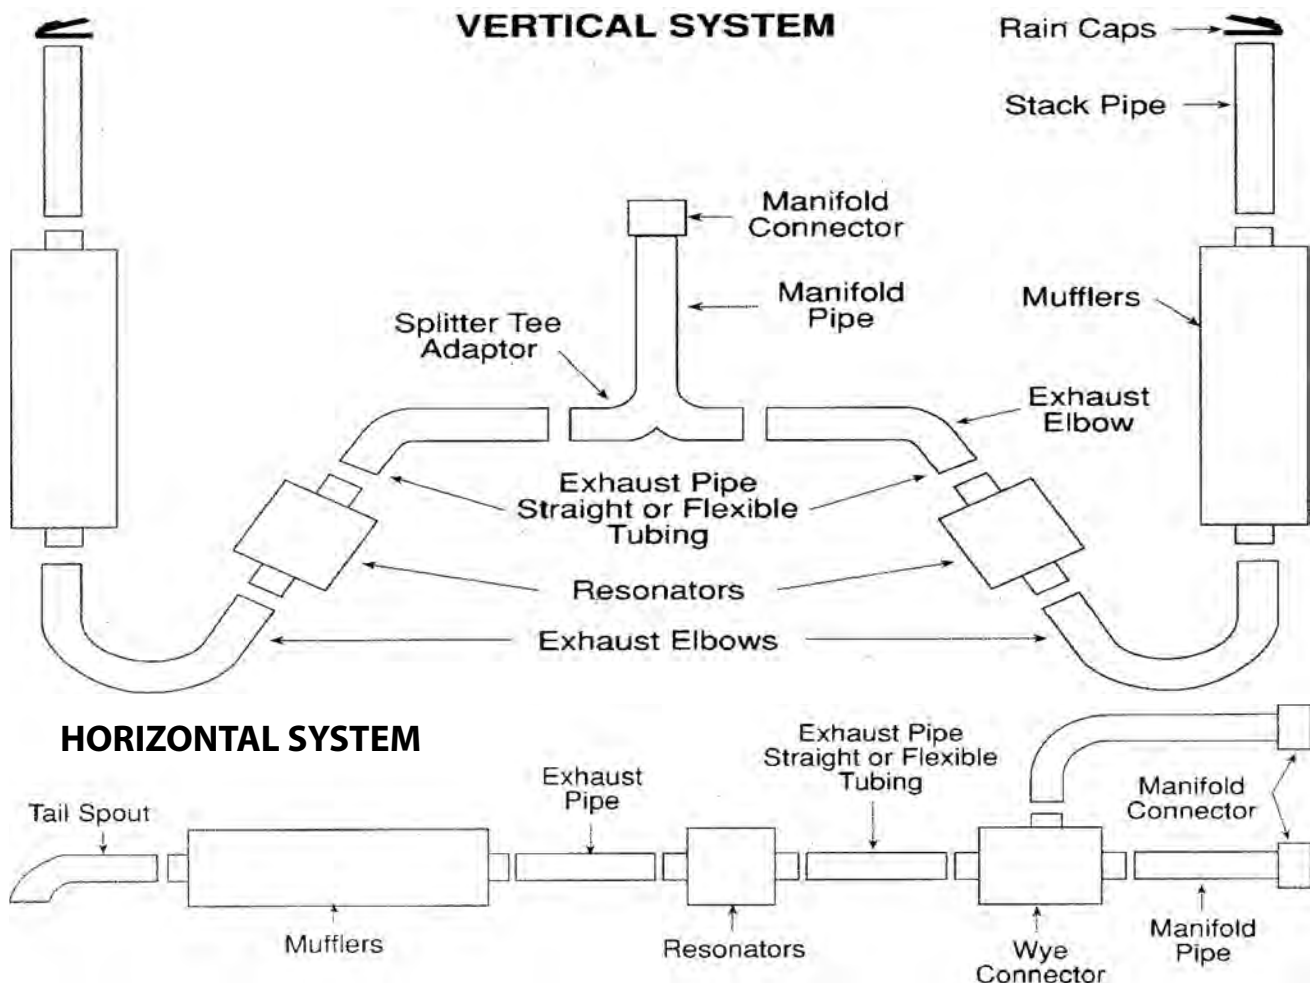 VERTICAL SYSTEM
Rain Caps
Stack Pipe
Manifold
Connector
Manifold
Pipe
Mufflers
Splitter Tee
Adaptor
Exhaust
Elbow
Exhaust Pipe
Straight or Flexible
Tubing
Resonators
Exhaust Elbows
HORIZONTAL SYSTEM
Exhaust Pipe
Straight or Flexible
Tubing
Exhaust
Pipe
Manifold
Connector
Tail Spout
Mufflers
Resonators
Wye
Connector
Manifold
Pipe